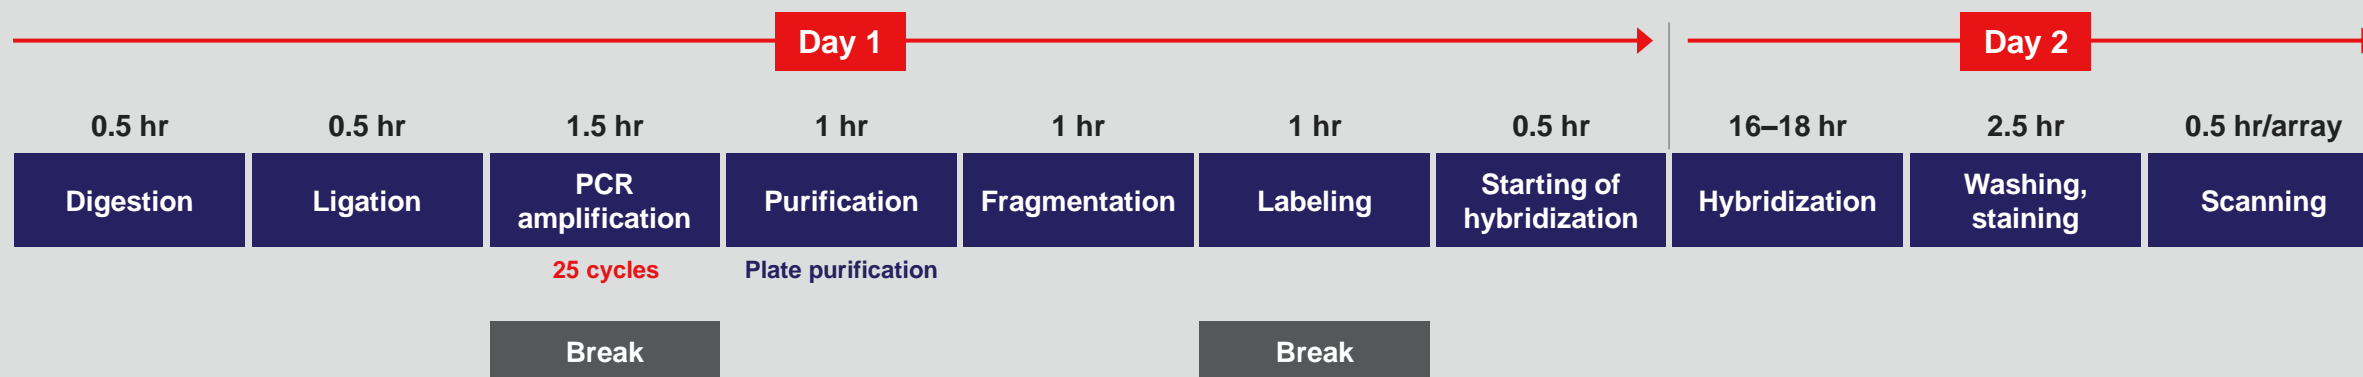 Day 1
Day 2
0.5 hr
0.5 hr
1.5 hr
1 hr
1 hr
1 hr
0.5 hr
16–18 hr
2.5 hr
0.5 hr/array
Digestion
Ligation
PCR
amplification
Purification
Fragmentation
Labeling
Starting of
hybridization
Hybridization
Washing,
staining
Scanning
25 cycles
Plate purification
Break
Break